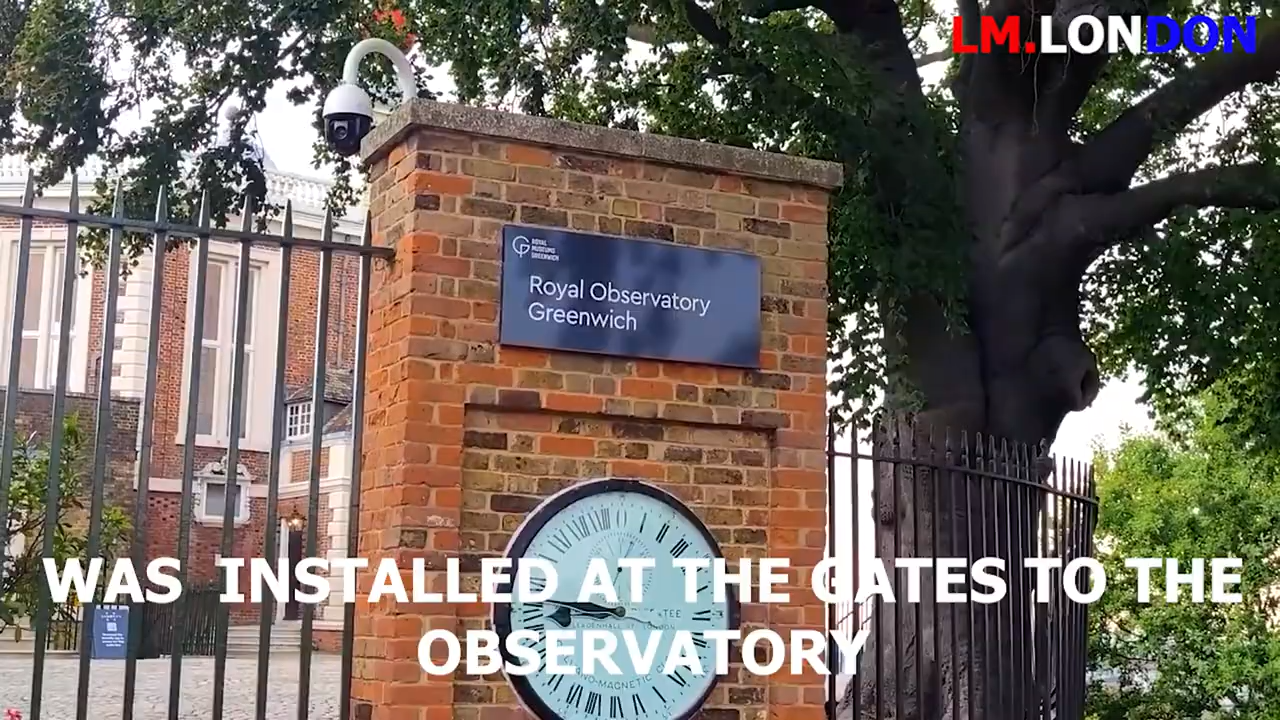 LM.LONDON
ROYAL
MUSEUMS
GREENWICH
Royal Observatory
Greenwich
WAS INSTALLED AT THE GATES TO THE
OBSERVATORY